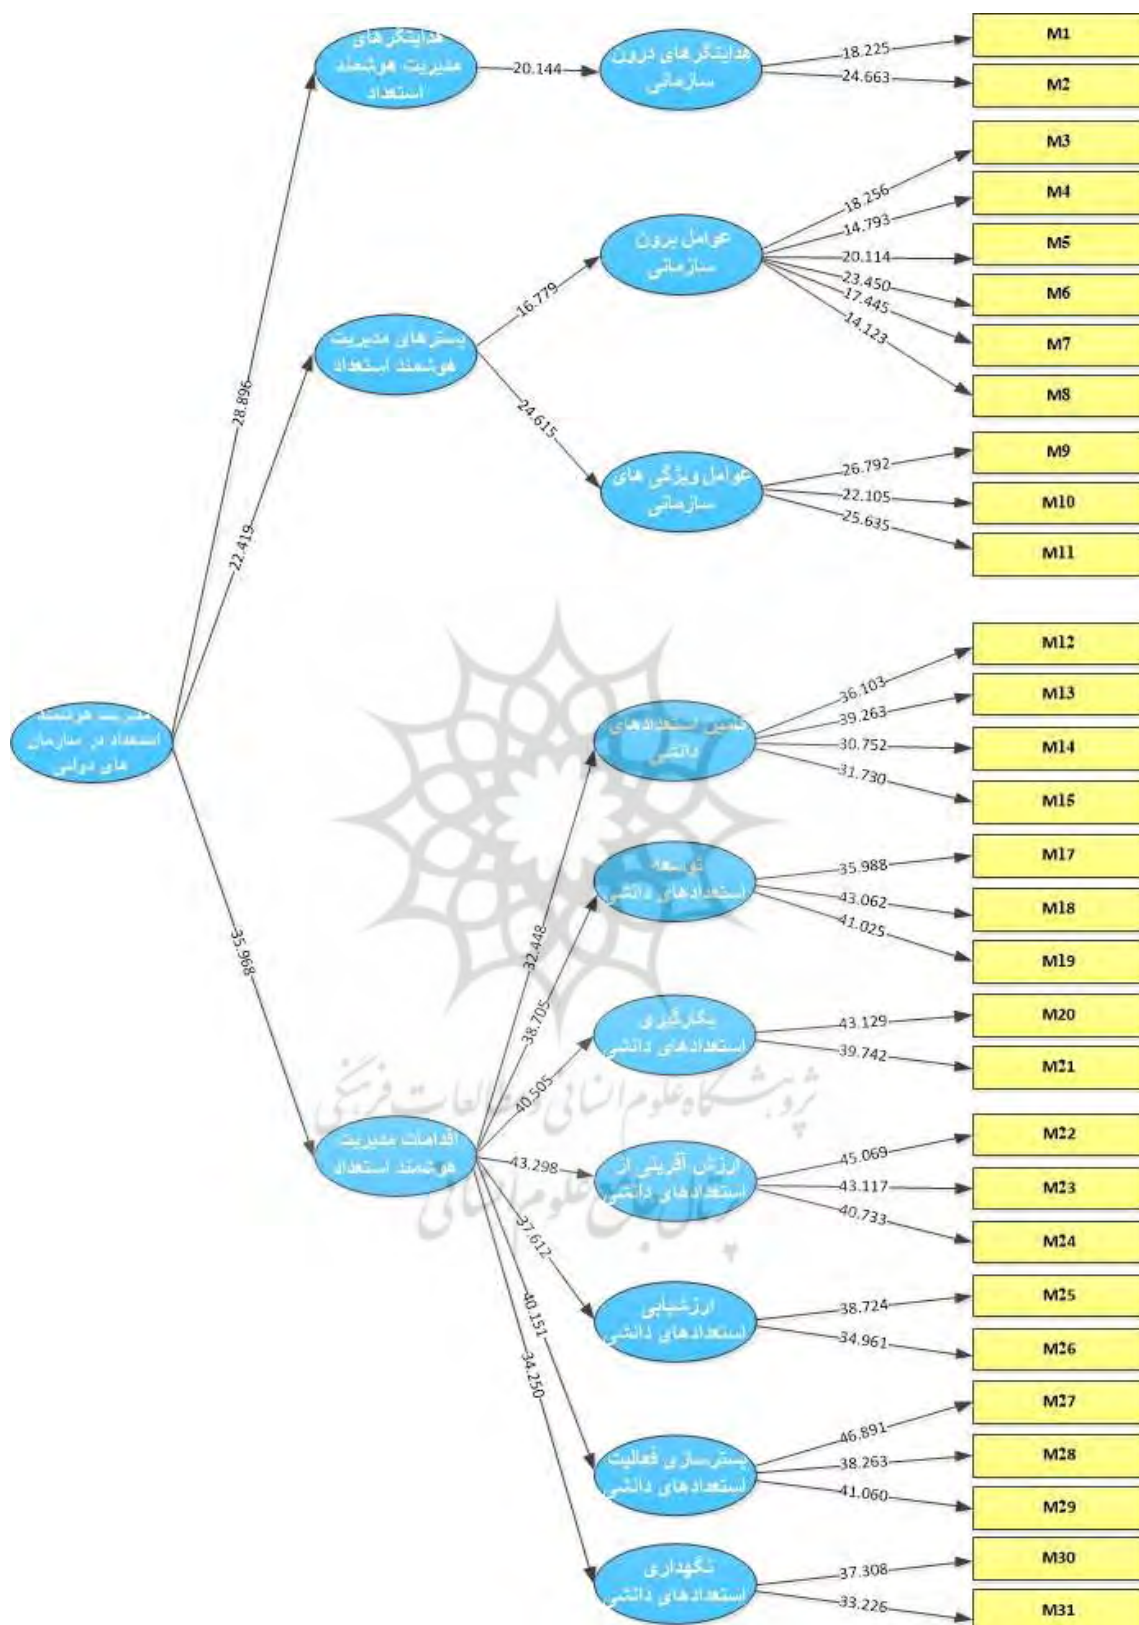 هدایتگرهای
مدیریت هوشمند
استعداد
20.144
هدایتگرهای درون
سازمانی
18.225
24.663
M1
M2
28.896
عوامل برون
سازمانی
18.256
14.793
20.114
23.450
17.445
14.123
M3
M4
M5
M6
M7
M8
بسترهای مدیریت
هوشمند استعداد
16.779
24.615
22.419
عوامل ویژگی های
سازمانی
26.792
22.105
25.635
M9
M10
M11
مدیریت هوشمند
استعداد در سازمان
های دولتی
تامین استعدادهای
دانشی
36.103
39.263
30.752
31.730
M12
M13
M14
M15
توسعه
استعدادهای دانشی
35.988
43.062
41.025
M17
M18
M19
35.968
32.448
38.705
40.505
43.298
37.612
40.151
34.250
بکارگیری
استعدادهای دانشی
43.129
39.742
M20
M21
پژوهشگاه علوم انسانی و مطالعات فرهنگی
اقدامات مدیریت
هوشمند استعداد
ارزش آفرینی از
استعدادهای دانشی
45.069
43.117
40.733
M22
M23
M24
پرتال جامع علوم انسانی
ارزشیابی
استعدادهای دانشی
38.724
34.961
M25
M26
بسترسازی فعالیت
استعدادهای دانشی
46.891
38.263
41.060
M27
M28
M29
نگهداری
استعدادهای دانشی
37.308
33.226
M30
M31